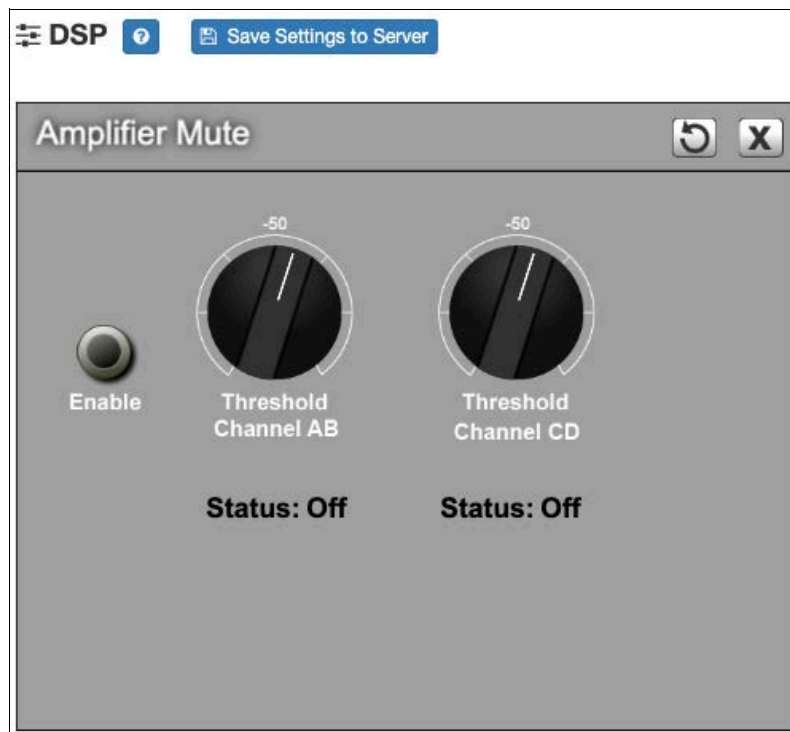 DSP ? Save Settings to Server
Amplifier Mute X
-50 -50
Enable
Threshold
Channel AB
Threshold
Channel CD
Status: Off Status: Off